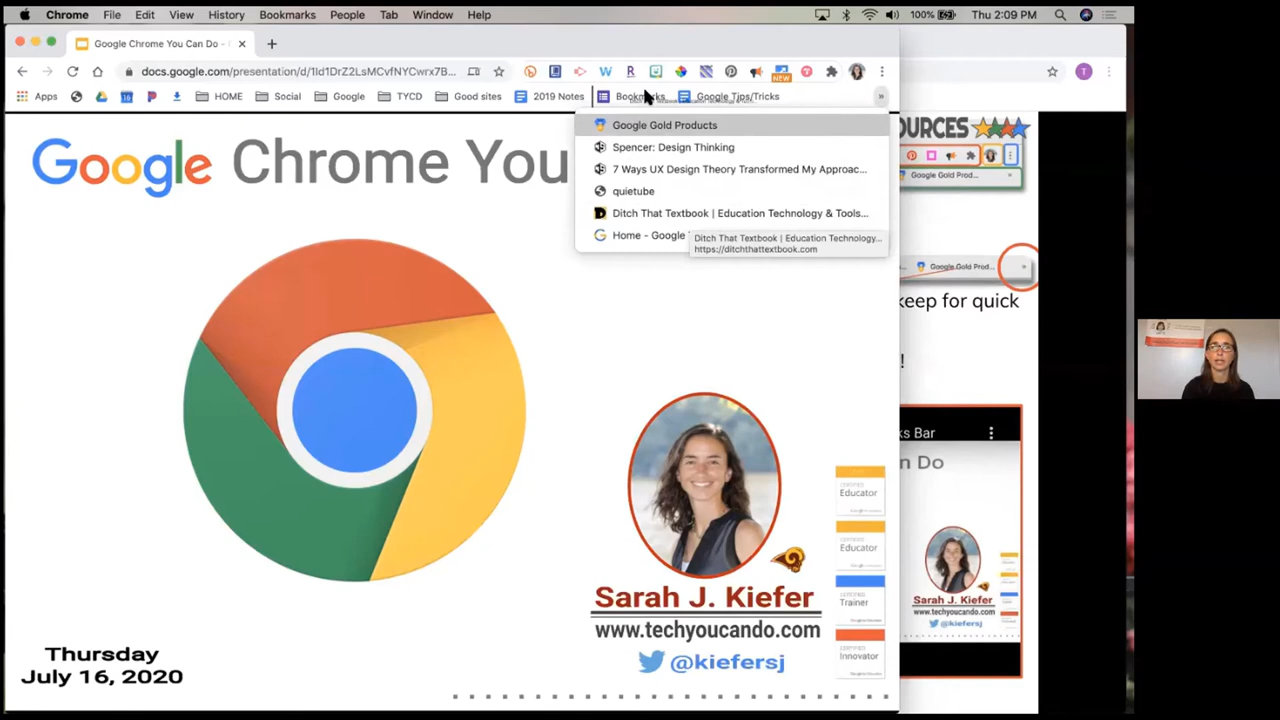 Chrome File Edit View History Bookmarks People Tab Window Help 100% Thu 2:09 PM
Google Chrome You Can Do -
docs.google.com/presentation/d/1ld1DrZ2LsMCvfNYCwrx7B... NEW T
Apps HOME Social Google TYCD Good sites 2019 Notes Bookmarks Google Tips/Tricks »
Google Gold Products
Spencer: Design Thinking
7 Ways UX Design Theory Transformed My Approac...
quietube
Ditch That Textbook | Education Technology & Tools...
Home - Google
Ditch That Textbook | Education Technology...
https://ditchthattextbook.com
Google Chrome You
OURCES
Google Gold Prod... »
Google Gold Prod... »
keep for quick
!
ks Bar
n Do
Sarah J. Kiefer
www.techyoucando.com
@kiefersj
Educator
Educator
Trainer
Innovator
Sarah J. Kiefer
www.techyoucando.com
@kiefersj
Thursday
July 16, 2020